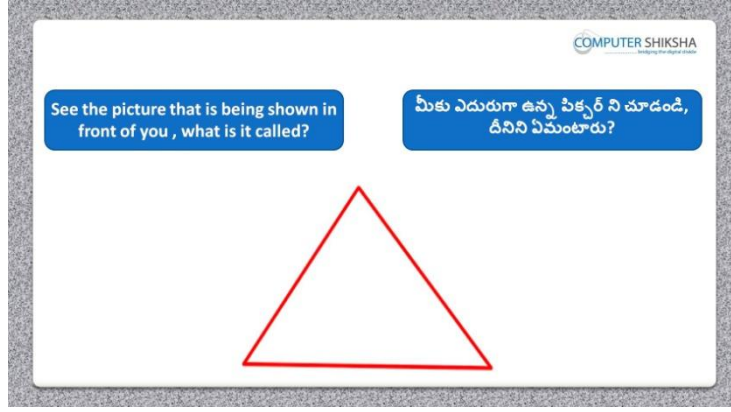 COMPUTER SHIKSHA
bridging the digital divide
See the picture that is being shown in
front of you , what is it called?
మీకు ఎదురుగా ఉన్న పిక్చర్ ని చూడండి,
దీనిని ఏమంటారు?